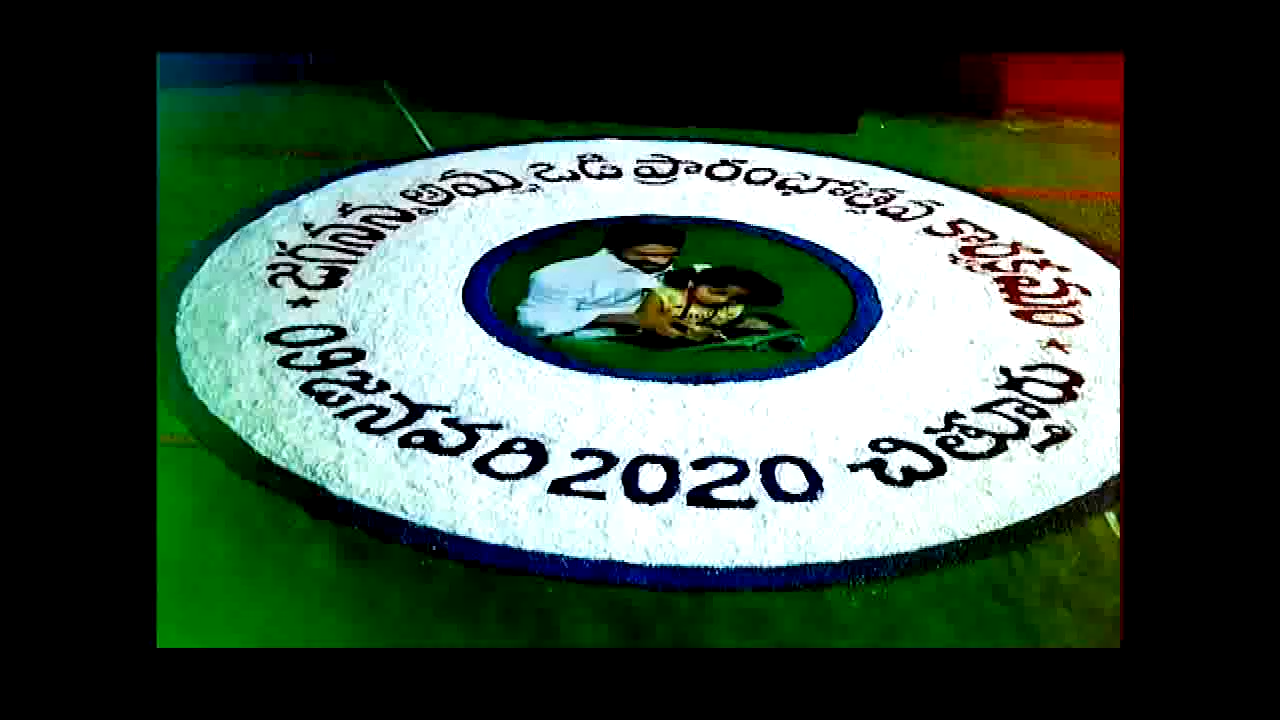 * జగనన్న అమ్మ ఒడి ప్రారంభోత్సవ కార్యక్రమం *
09 జనవరి 2020 చిత్తూరు